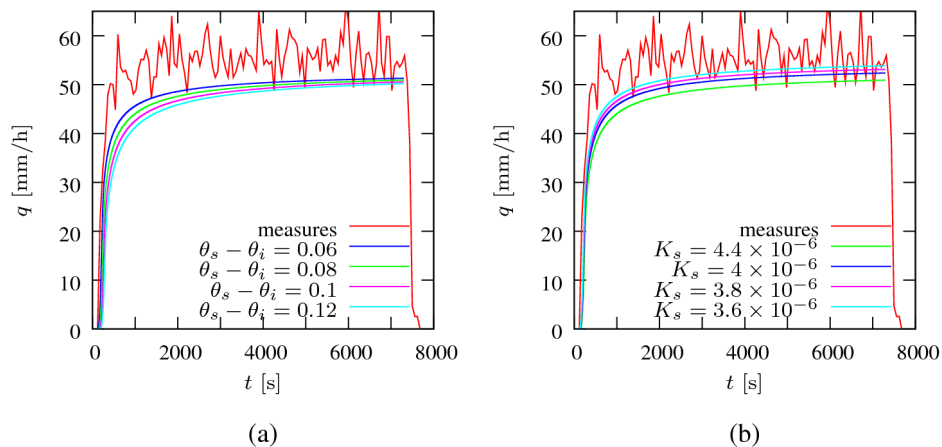 60
50
40
30
20
10
0
q [mm/h]
measures
θs − θi = 0.06
θs − θi = 0.08
θs − θi = 0.1
θs − θi = 0.12
0 2000 4000 6000 8000
t [s]
(a)
60
50
40
30
20
10
0
q [mm/h]
measures
Ks = 4.4 × 10−6
Ks = 4 × 10−6
Ks = 3.8 × 10−6
Ks = 3.6 × 10−6
0 2000 4000 6000 8000
t [s]
(b)